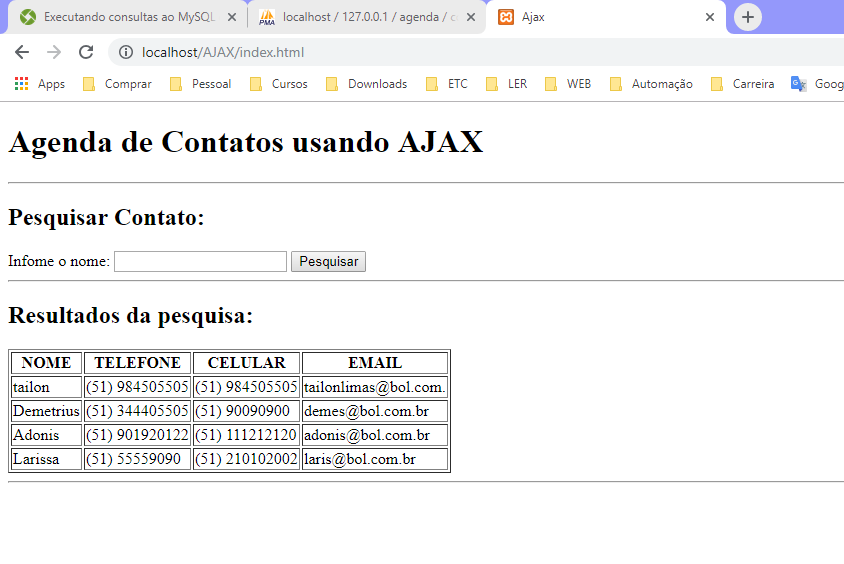 Executando consultas ao MySQL
PMA localhost / 127.0.0.1 / agenda / c
Ajax
localhost/AJAX/index.html
Apps Comprar Pessoal Cursos Downloads ETC LER WEB Automação Carreira Goog
Agenda de Contatos usando AJAX
Pesquisar Contato:
Infome o nome: Pesquisar
Resultados da pesquisa:
NOME TELEFONE CELULAR EMAIL
tailon (51) 984505505 (51) 984505505 tailonlimas@bol.com.
Demetrius (51) 344405505 (51) 90090900 demes@bol.com.br
Adonis (51) 901920122 (51) 111212120 adonis@bol.com.br
Larissa (51) 55559090 (51) 210102002 laris@bol.com.br